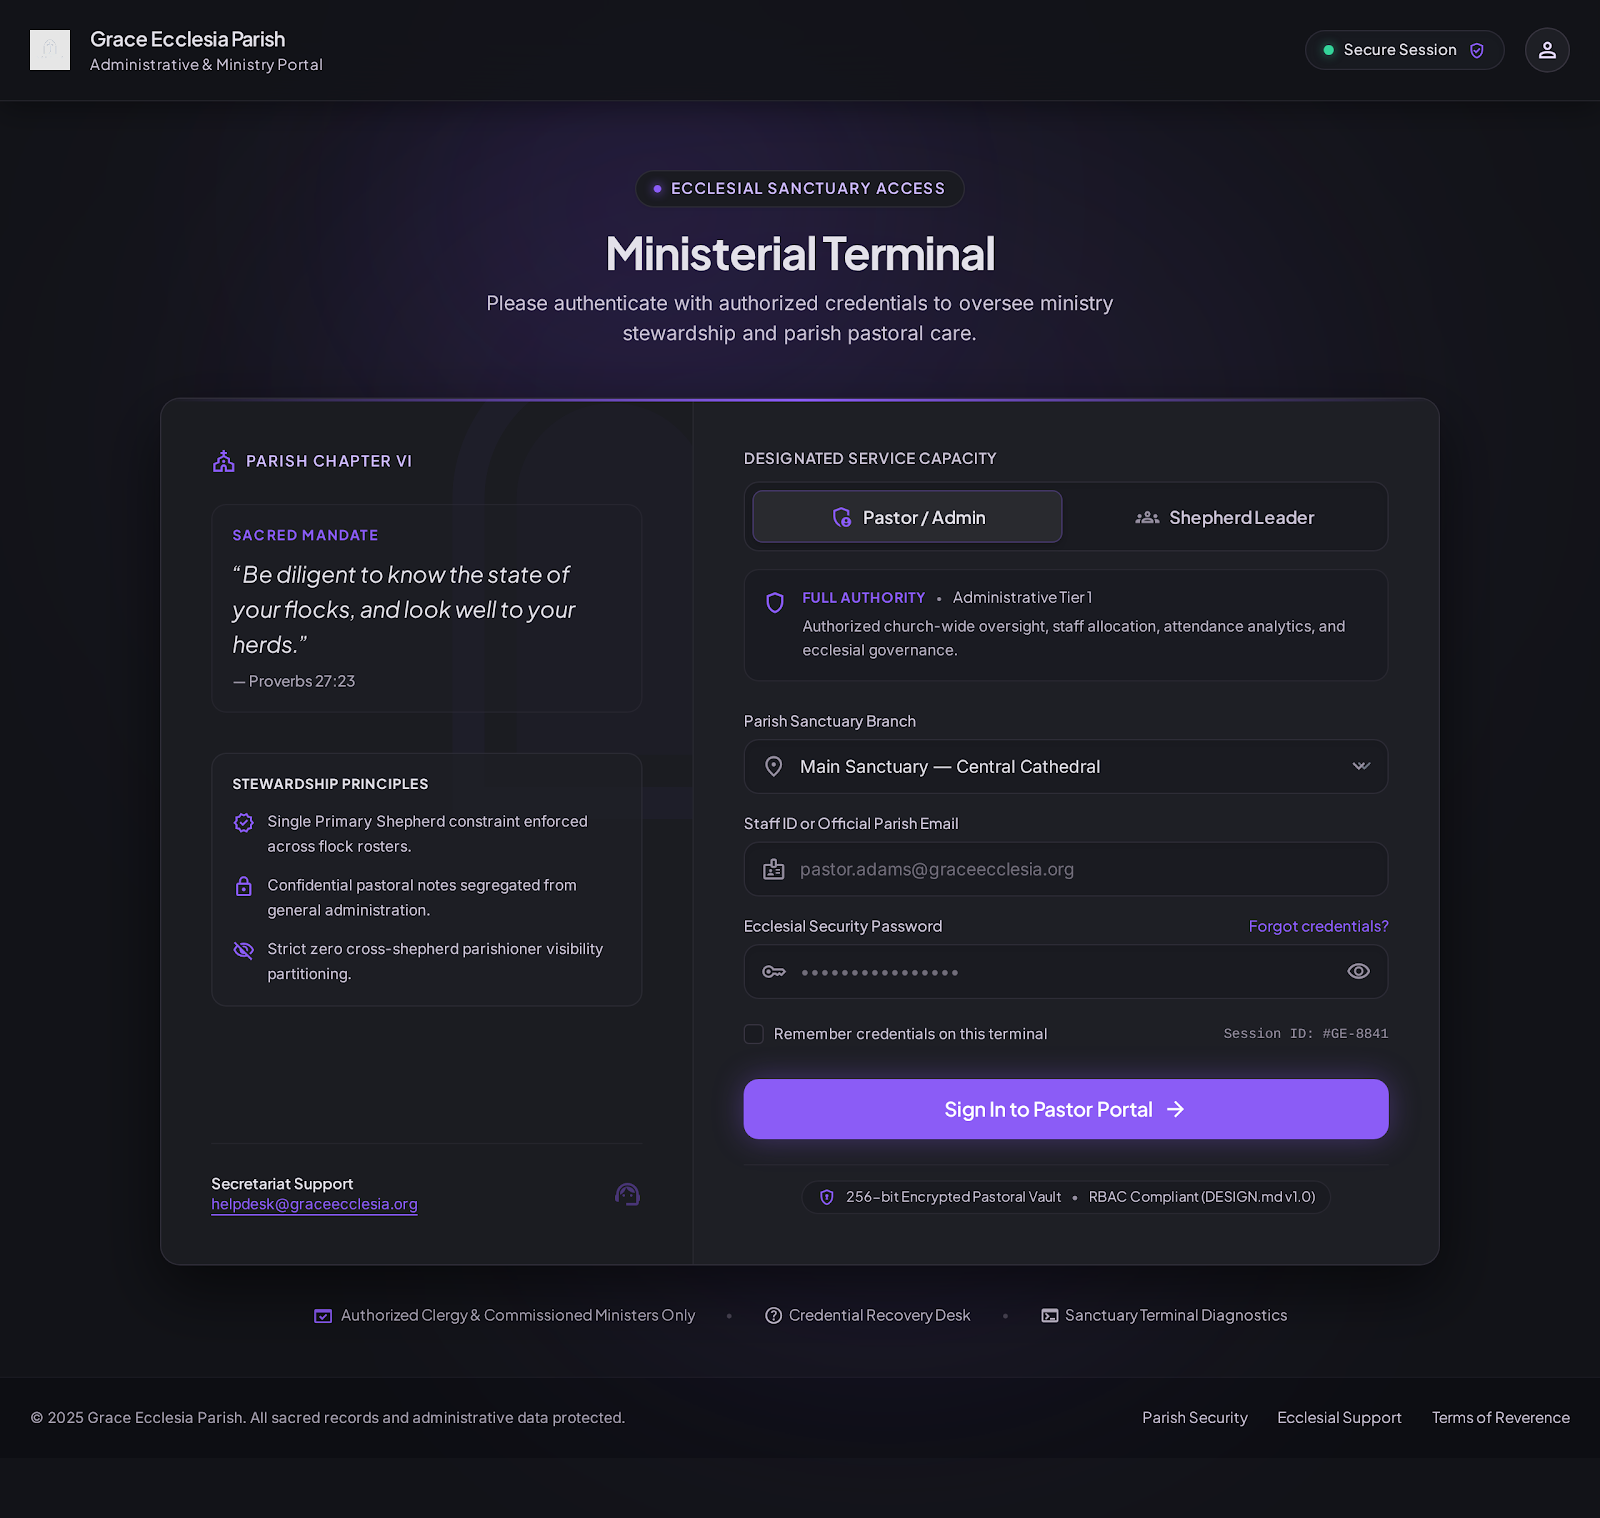 Grace Ecclesia Parish
Administrative & Ministry Portal
Secure Session
ECCLESIAL SANCTUARY ACCESS
Ministerial Terminal
Please authenticate with authorized credentials to oversee ministry
stewardship and parish pastoral care.
PARISH CHAPTER VI
SACRED MANDATE
“Be diligent to know the state of
your flocks, and look well to your
herds.”
— Proverbs 27:23
STEWARDSHIP PRINCIPLES
Single Primary Shepherd constraint enforced
across flock rosters.
Confidential pastoral notes segregated from
general administration.
Strict zero cross-shepherd parishioner visibility
partitioning.
Secretariat Support
helpdesk@graceecclesia.org
DESIGNATED SERVICE CAPACITY
Pastor / Admin
Shepherd Leader
FULL AUTHORITY • Administrative Tier 1
Authorized church-wide oversight, staff allocation, attendance analytics, and
ecclesial governance.
Parish Sanctuary Branch
Main Sanctuary — Central Cathedral
Staff ID or Official Parish Email
pastor.adams@graceecclesia.org
Ecclesial Security Password
Forgot credentials?
••••••••••••••••
Remember credentials on this terminal
Session ID: #GE-8841
Sign In to Pastor Portal →
256-bit Encrypted Pastoral Vault • RBAC Compliant (DESIGN.md v1.0)
Authorized Clergy & Commissioned Ministers Only • Credential Recovery Desk • Sanctuary Terminal Diagnostics
© 2025 Grace Ecclesia Parish. All sacred records and administrative data protected.
Parish Security
Ecclesial Support
Terms of Reverence